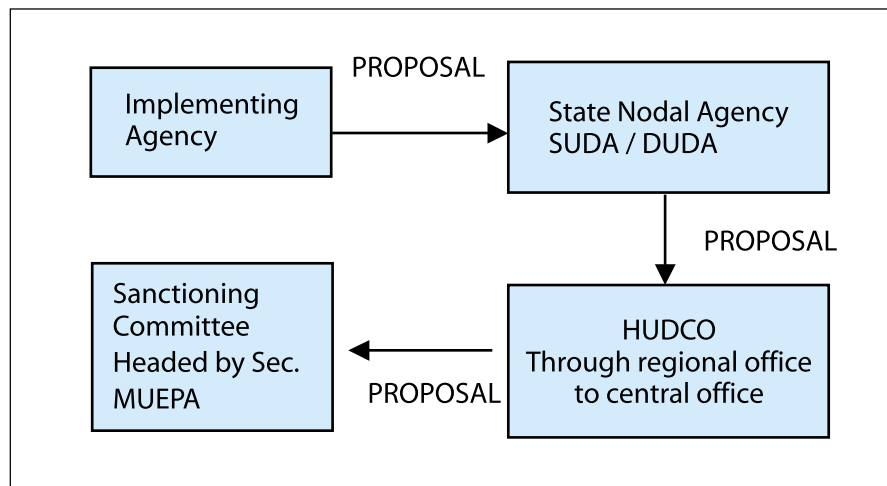 PROPOSAL
Implementing
Agency
State Nodal Agency
SUDA / DUDA
PROPOSAL
HUDCO
Through regional office
to central office
PROPOSAL
Sanctioning
Committee
Headed by Sec.
MUEPA